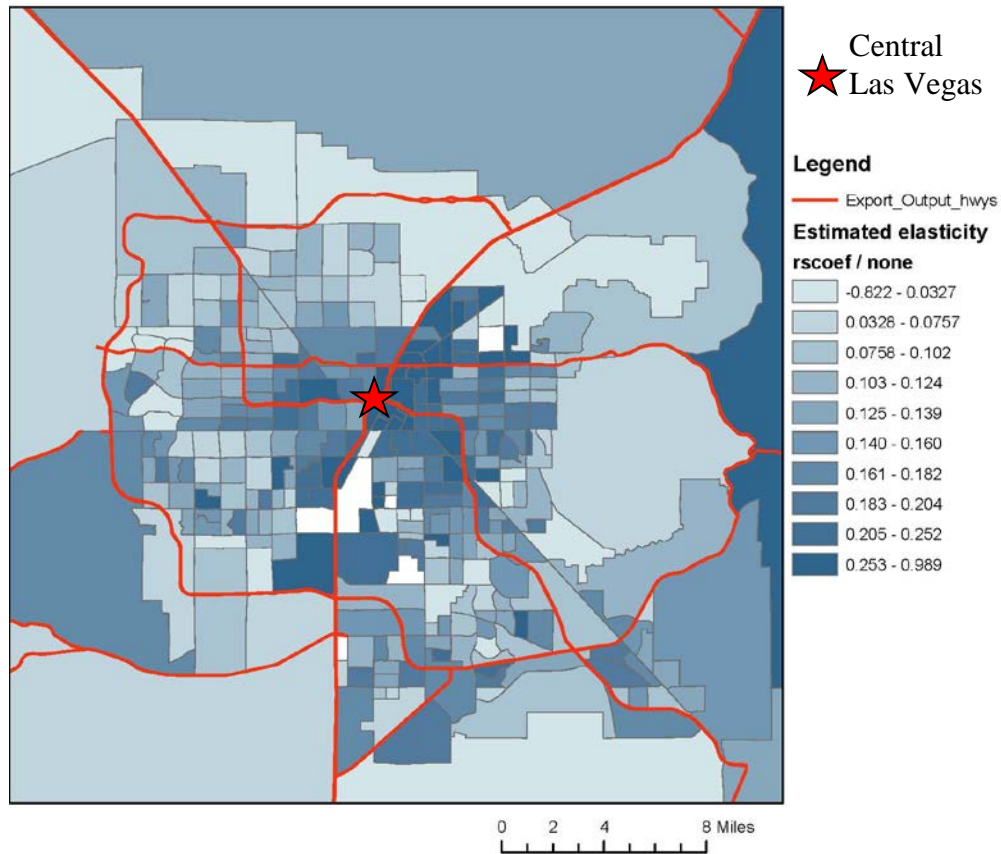 Central
Las Vegas
Legend
Export_Output_hwys
Estimated elasticity
rscoef / none
-0.822 - 0.0327
0.0328 - 0.0757
0.0758 - 0.102
0.103 - 0.124
0.125 - 0.139
0.140 - 0.160
0.161 - 0.182
0.183 - 0.204
0.205 - 0.252
0.253 - 0.989
0 2 4 8 Miles